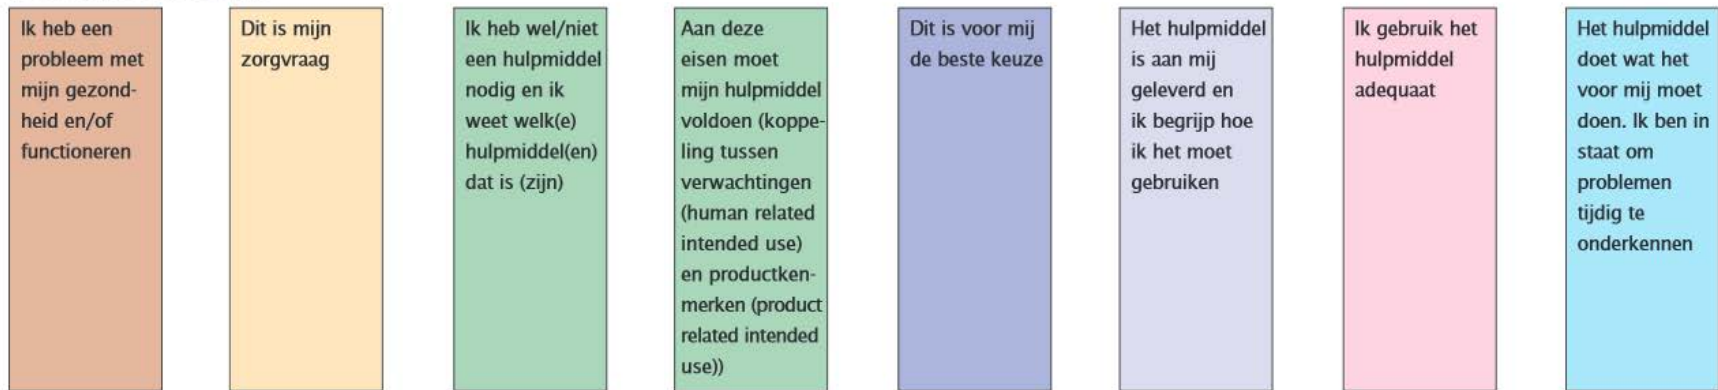 Ik heb een
probleem met
mijn gezond-
heid en/of
functioneren
Dit is mijn
zorgvraag
Ik heb wel/niet
een hulpmiddel
nodig en ik
weet welk(e)
hulpmiddel(en)
dat is (zijn)
Aan deze
eisen moet
mijn hulpmiddel
voldoen (koppe-
ling tussen
verwachtingen
(human related
intended use)
en productken-
merken (product
related intended
use))
Dit is voor mij
de beste keuze
Het hulpmiddel
is aan mij
geleverd en
ik begrijp hoe
ik het moet
gebruiken
Ik gebruik het
hulpmiddel
adequaat
Het hulpmiddel
doet wat het
voor mij moet
doen. Ik ben in
staat om
problemen
tijdig te
onderkennen